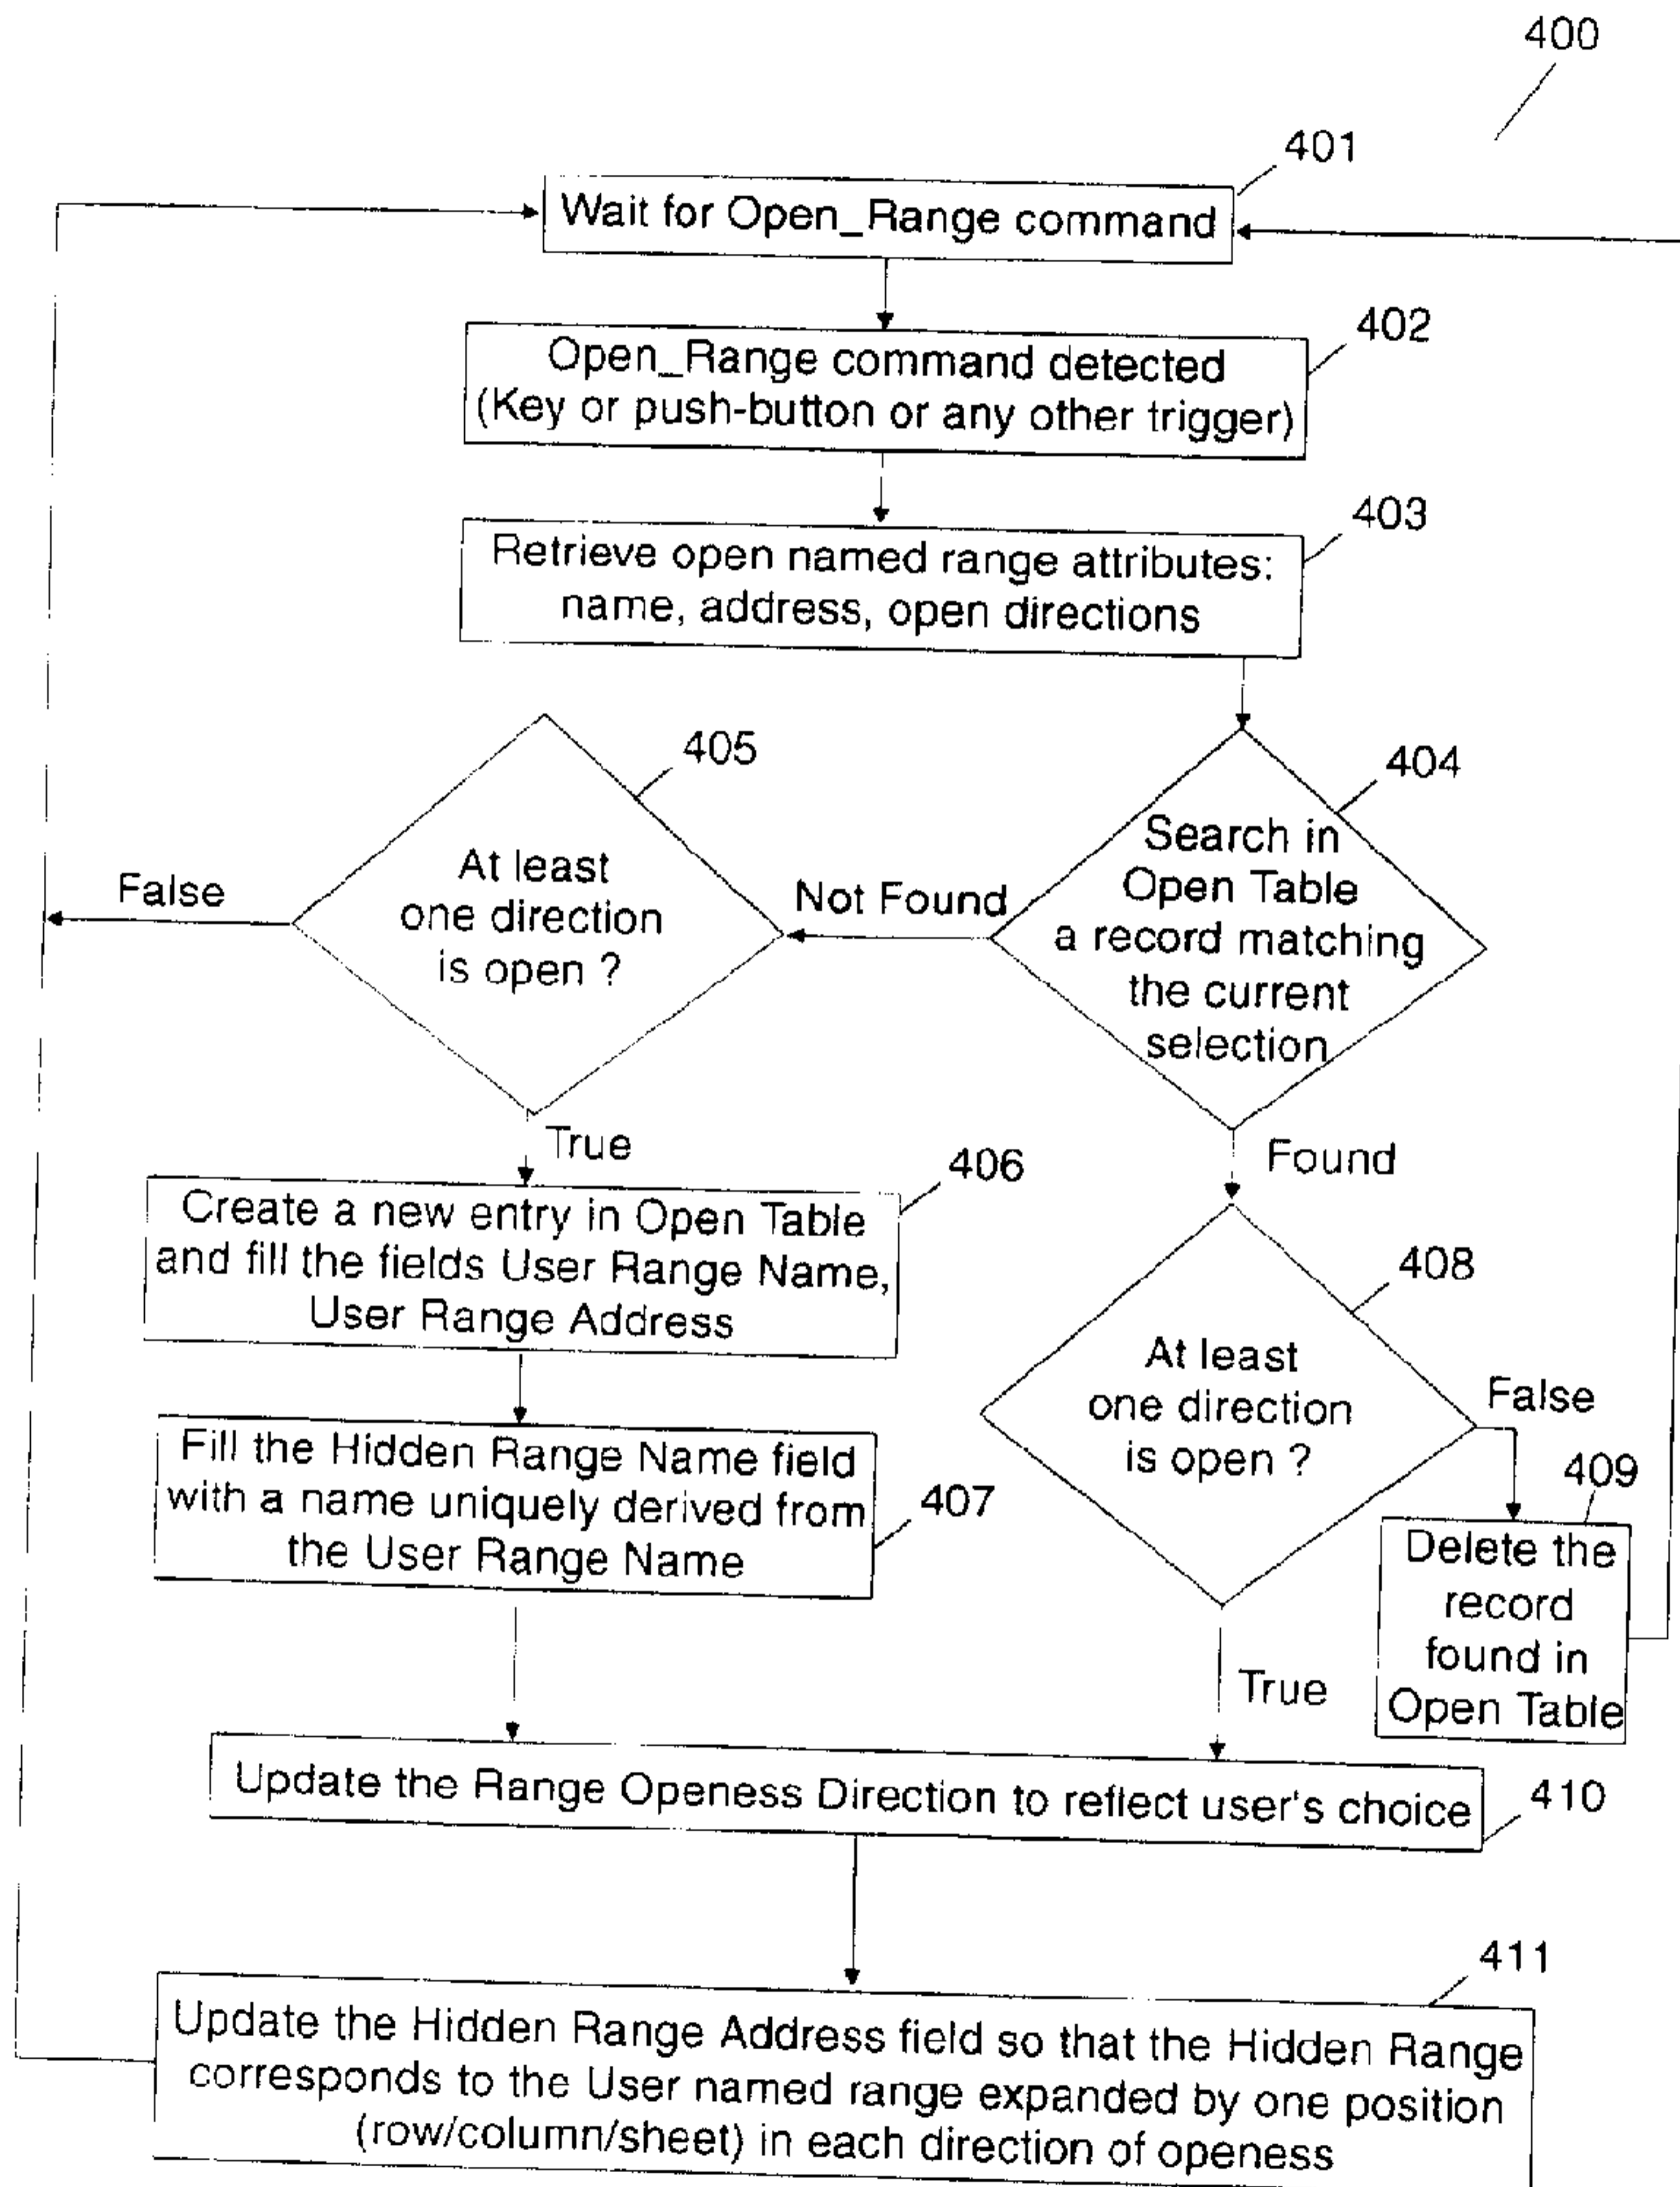 400
401
Wait for Open_Range command
402
Open_Range command detected
(Key or push-button or any other trigger)
403
Retrieve open named range attributes:
name, address, open directions
405
404
At least
one direction
is open ?
False
Not Found
Search in
Open Table
a record matching
the current
selection
True
Found
406
Create a new entry in Open Table
and fill the fields User Range Name,
User Range Address
408
At least
one direction
is open ?
False
407
Fill the Hidden Range Name field
with a name uniquely derived from
the User Range Name
409
Delete the
record
found in
Open Table
True
Update the Range Openess Direction to reflect user's choice
410
411
Update the Hidden Range Address field so that the Hidden Range
corresponds to the User named range expanded by one position
(row/column/sheet) in each direction of openess